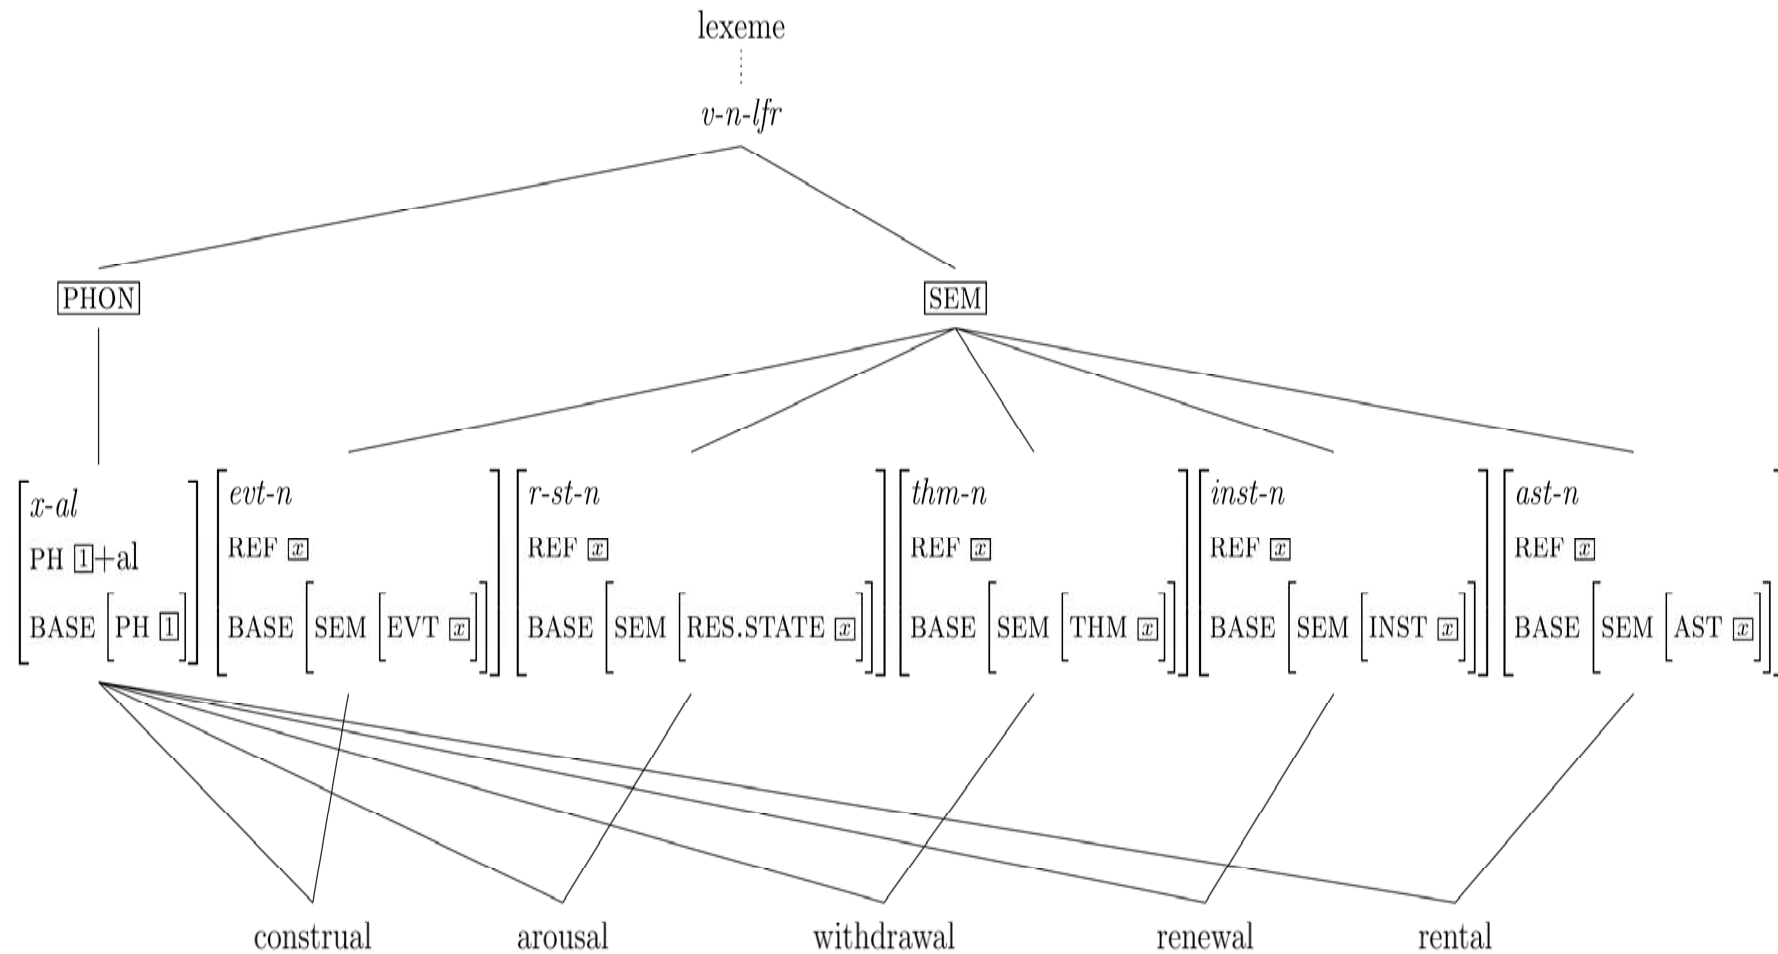 lexeme
v-n-lfr
PHON SEM
x-al
PH 1+al
BASE [PH 1]
evt-n
REF x
BASE [SEM [EVT x]]
r-st-n
REF x
BASE [SEM [RES.STATE x]]
thm-n
REF x
BASE [SEM [THM x]]
inst-n
REF x
BASE [SEM [INST x]]
ast-n
REF x
BASE [SEM [AST x]]
construal arousal withdrawal renewal rental